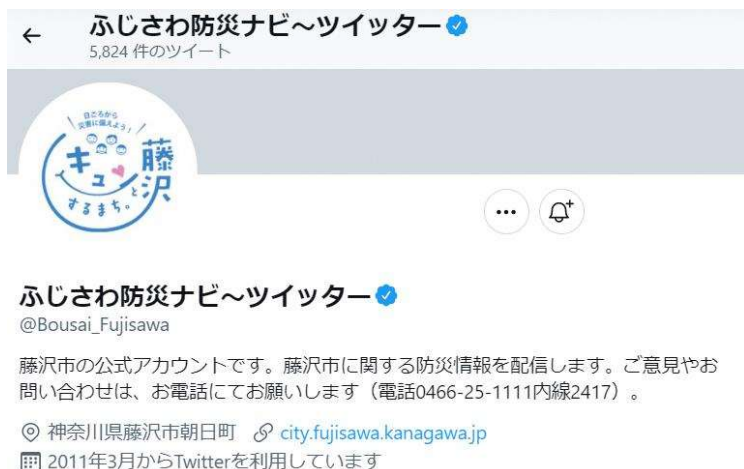 ふじさわ防災ナビ～ツイッター
5,824 件のツイート
日ごろから
災害に備えよう！
藤沢
キュンと
するまち。
ふじさわ防災ナビ～ツイッター
@Bousai_Fujisawa
藤沢市の公式アカウントです。藤沢市に関する防災情報を配信します。ご意見やお
問い合わせは、お電話にてお願いします（電話0466-25-1111内線2417）。
神奈川県藤沢市朝日町 city.fujisawa.kanagawa.jp
2011年3月からTwitterを利用しています